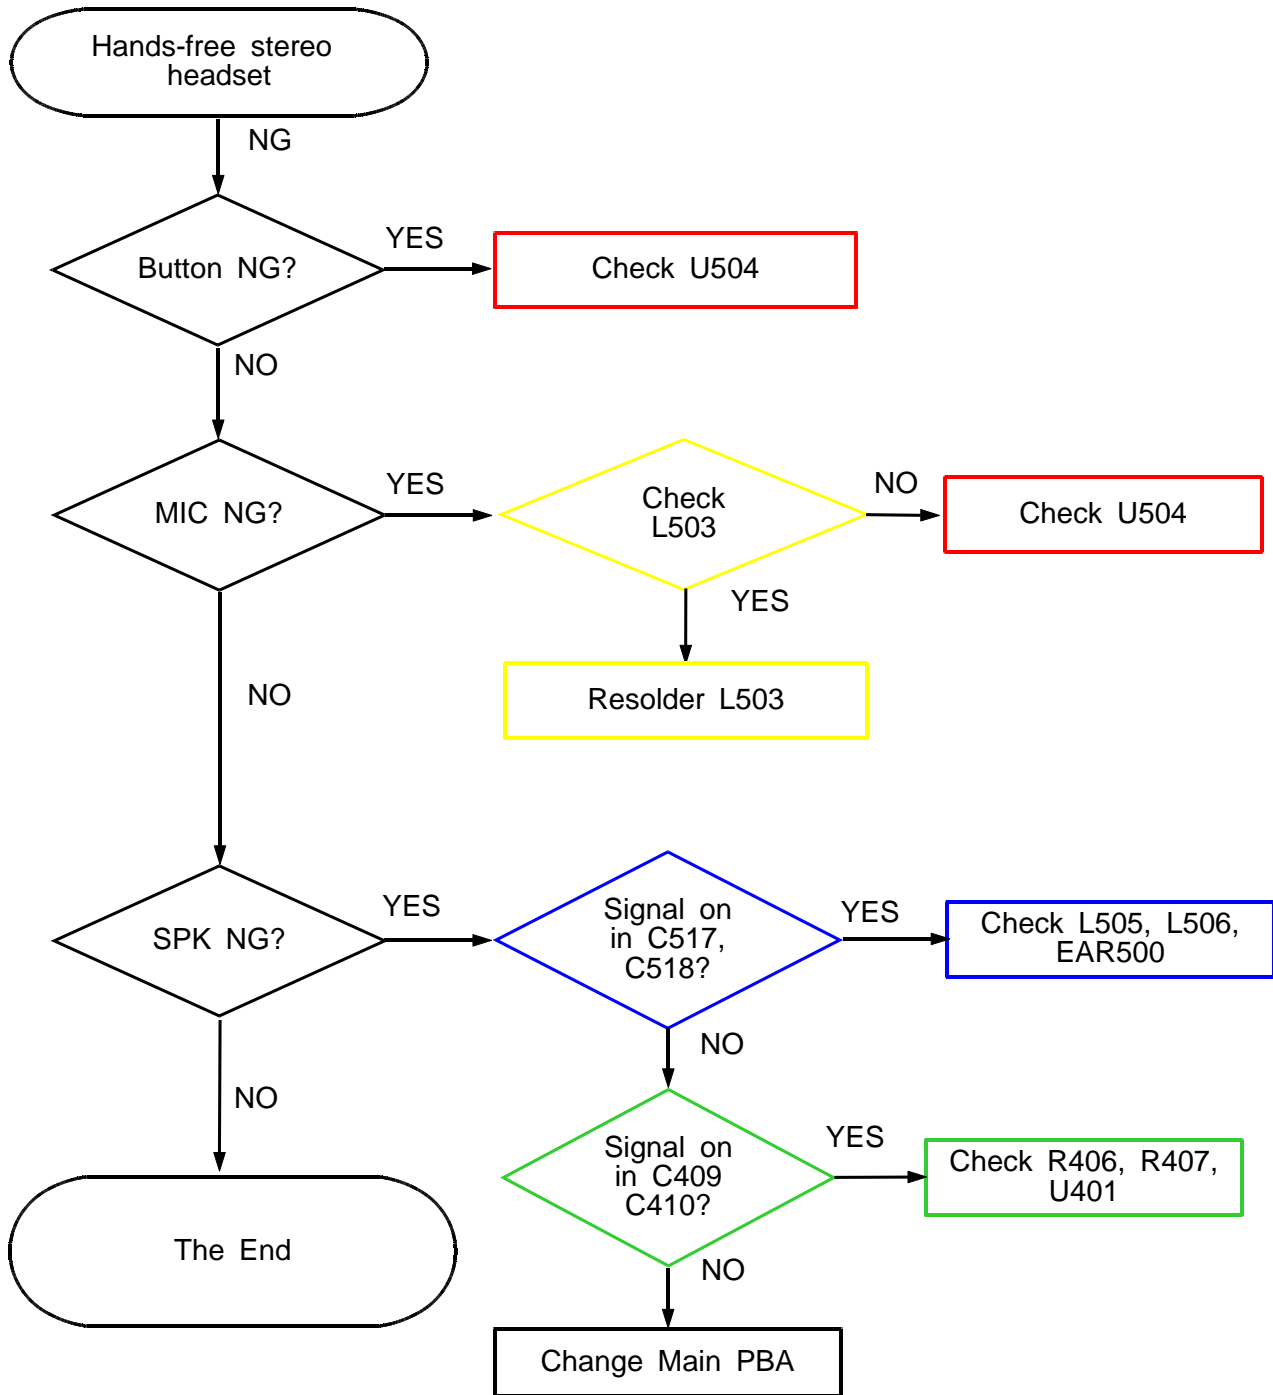 Hands-free stereo
headset
NG
Button NG?
YES
Check U504
NO
MIC NG?
YES
Check
L503
NO
Check U504
YES
Resolder L503
NO
SPK NG?
YES
Signal on
in C517,
C518?
YES
Check L505, L506,
EAR500
NO
NO
Signal on
in C409
C410?
YES
Check R406, R407,
U401
The End
NO
Change Main PBA